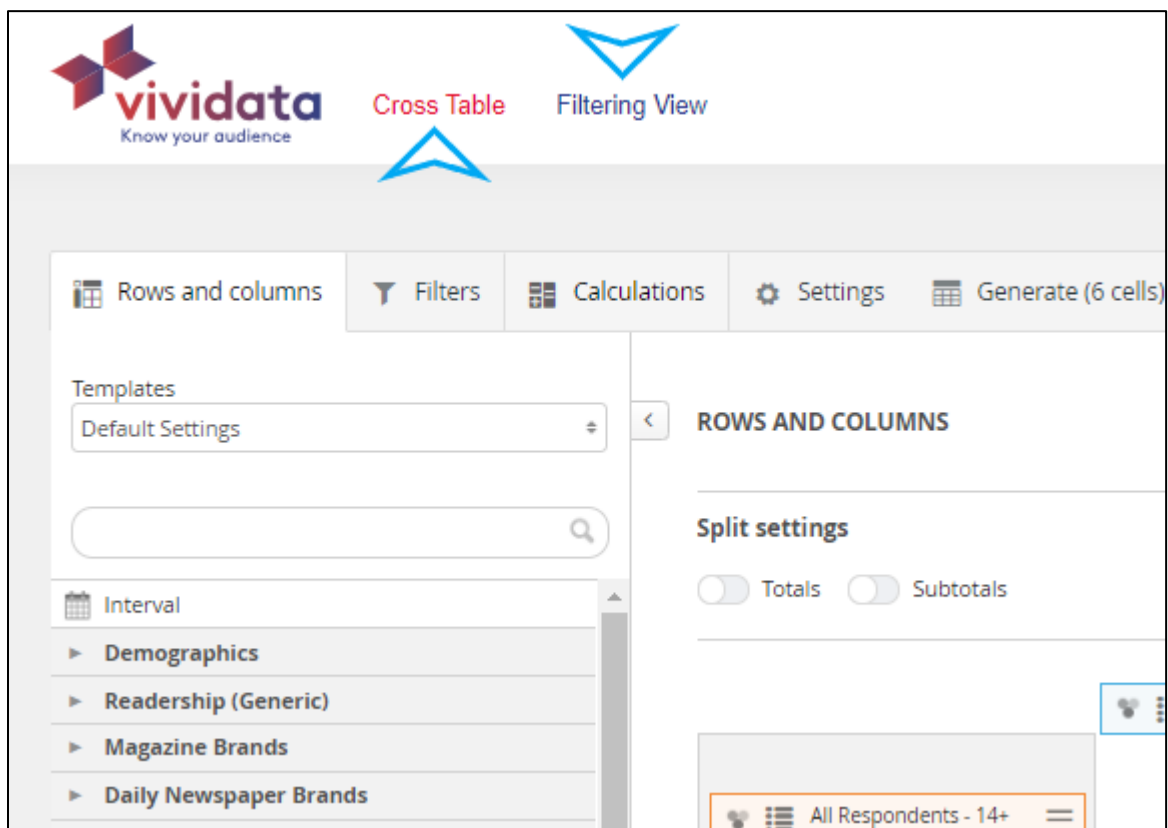 vividata
Know your audience
Cross Table
Filtering View
Rows and columns
Filters
Calculations
Settings
Generate (6 cells)
Templates
Default Settings
ROWS AND COLUMNS
Split settings
Totals
Subtotals
Interval
Demographics
Readership (Generic)
Magazine Brands
Daily Newspaper Brands
All Respondents - 14+